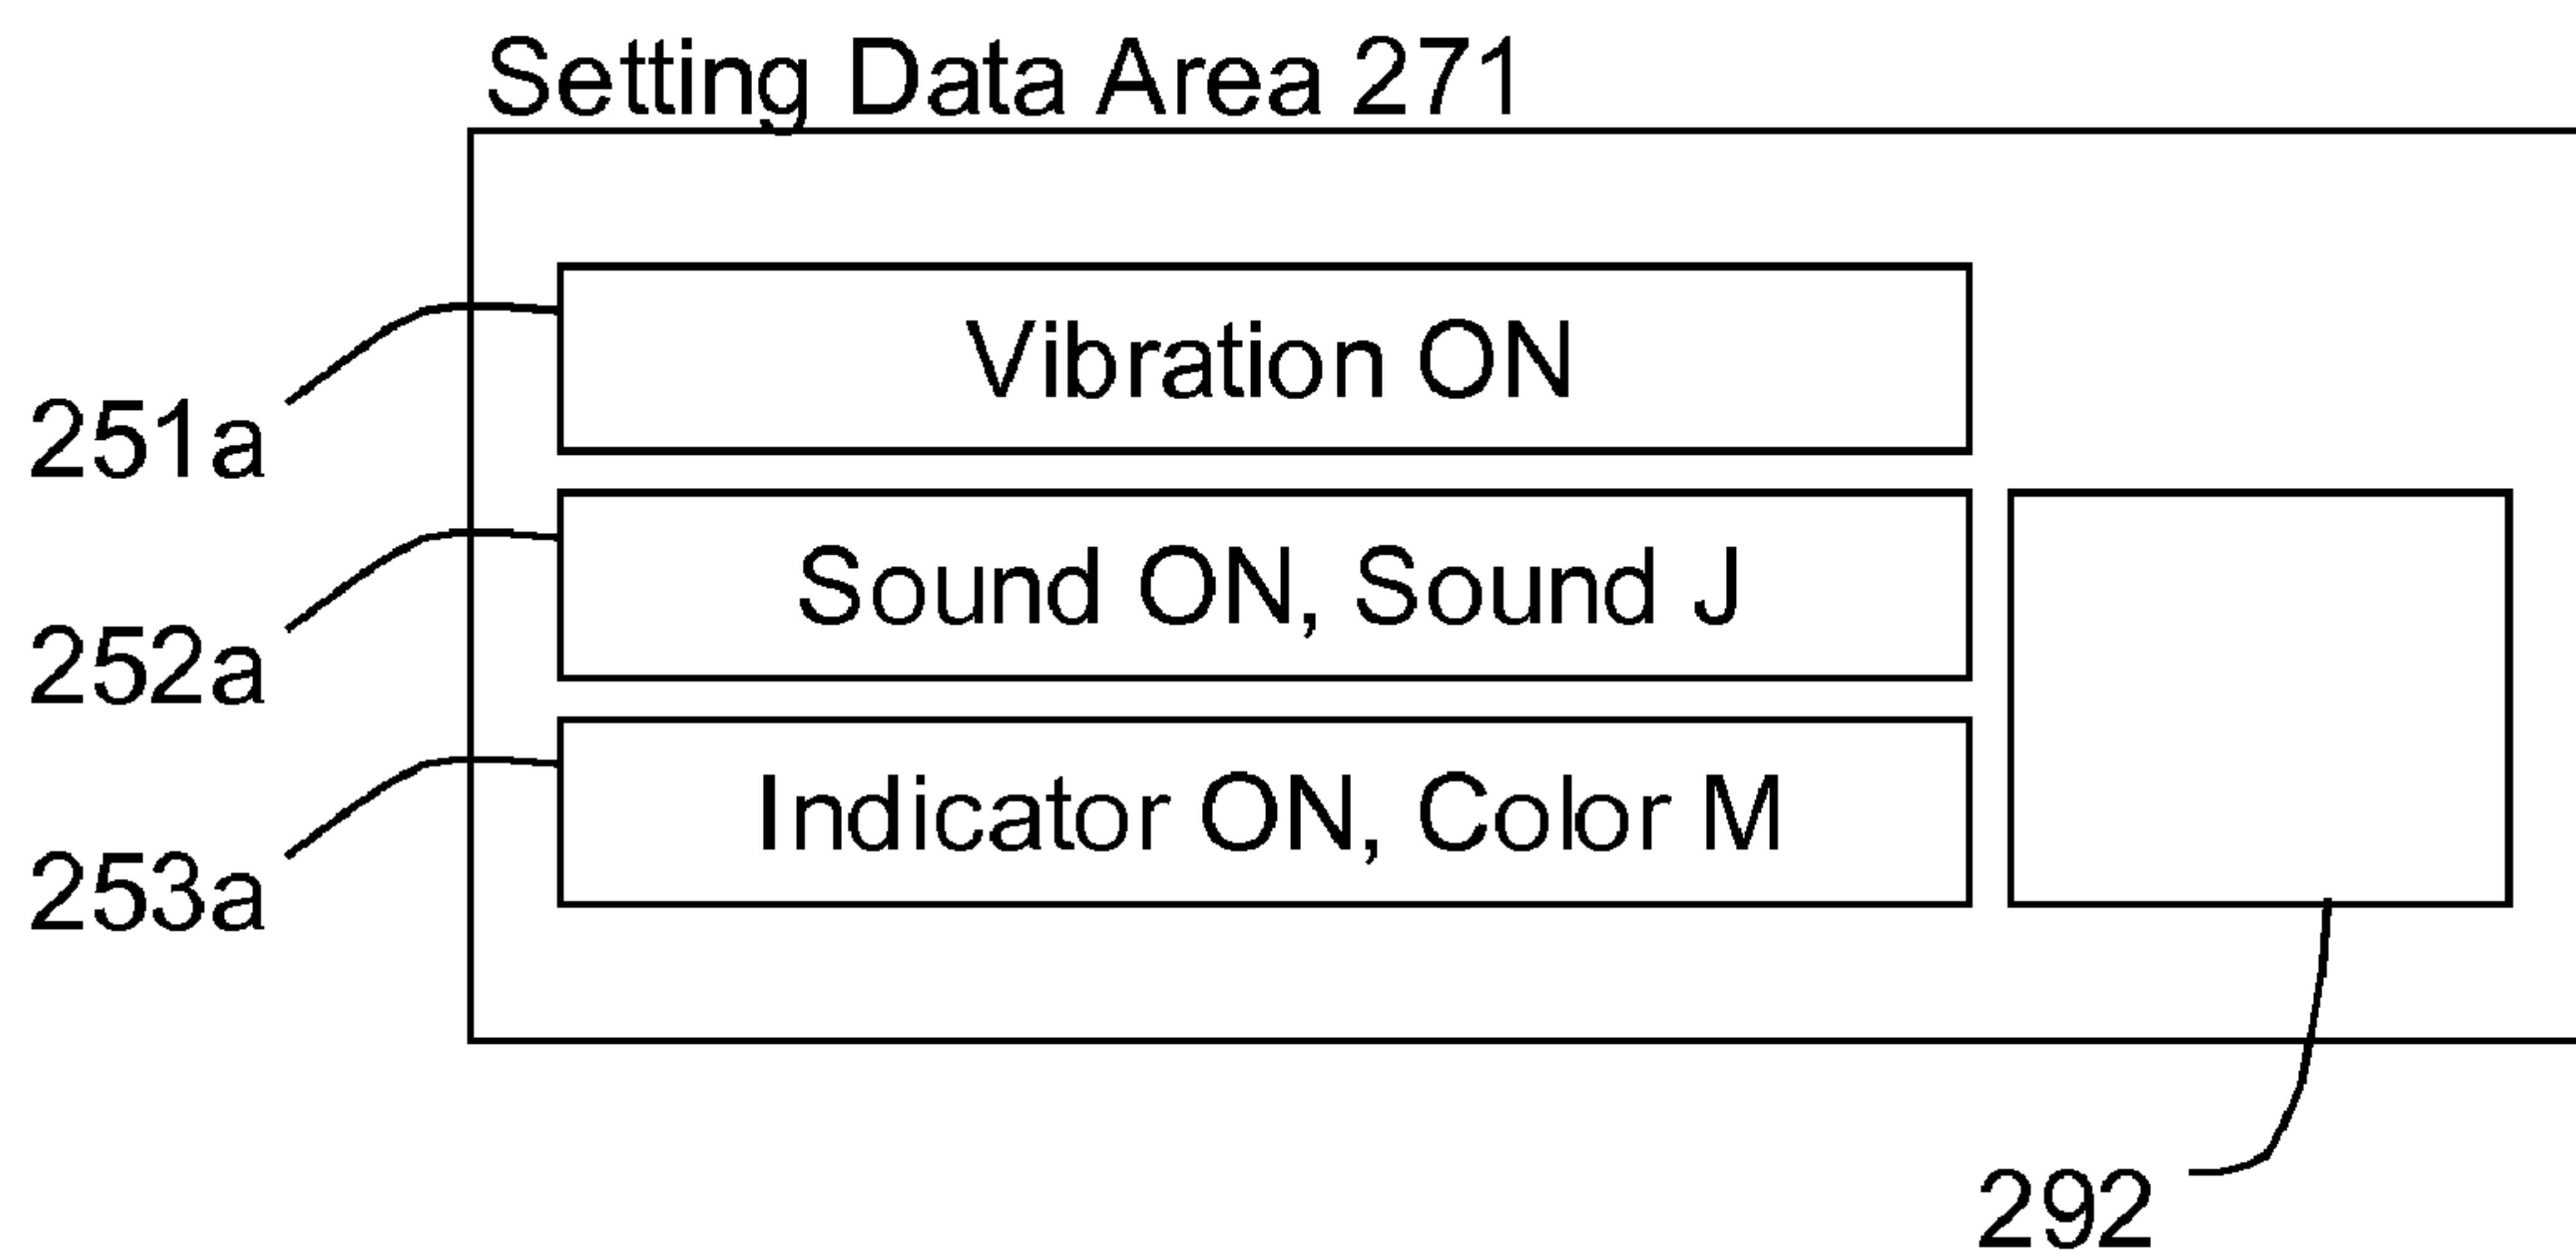 Setting Data Area 271
Vibration ON
251a
Sound ON, Sound J
252a
Indicator ON, Color M
253a
292